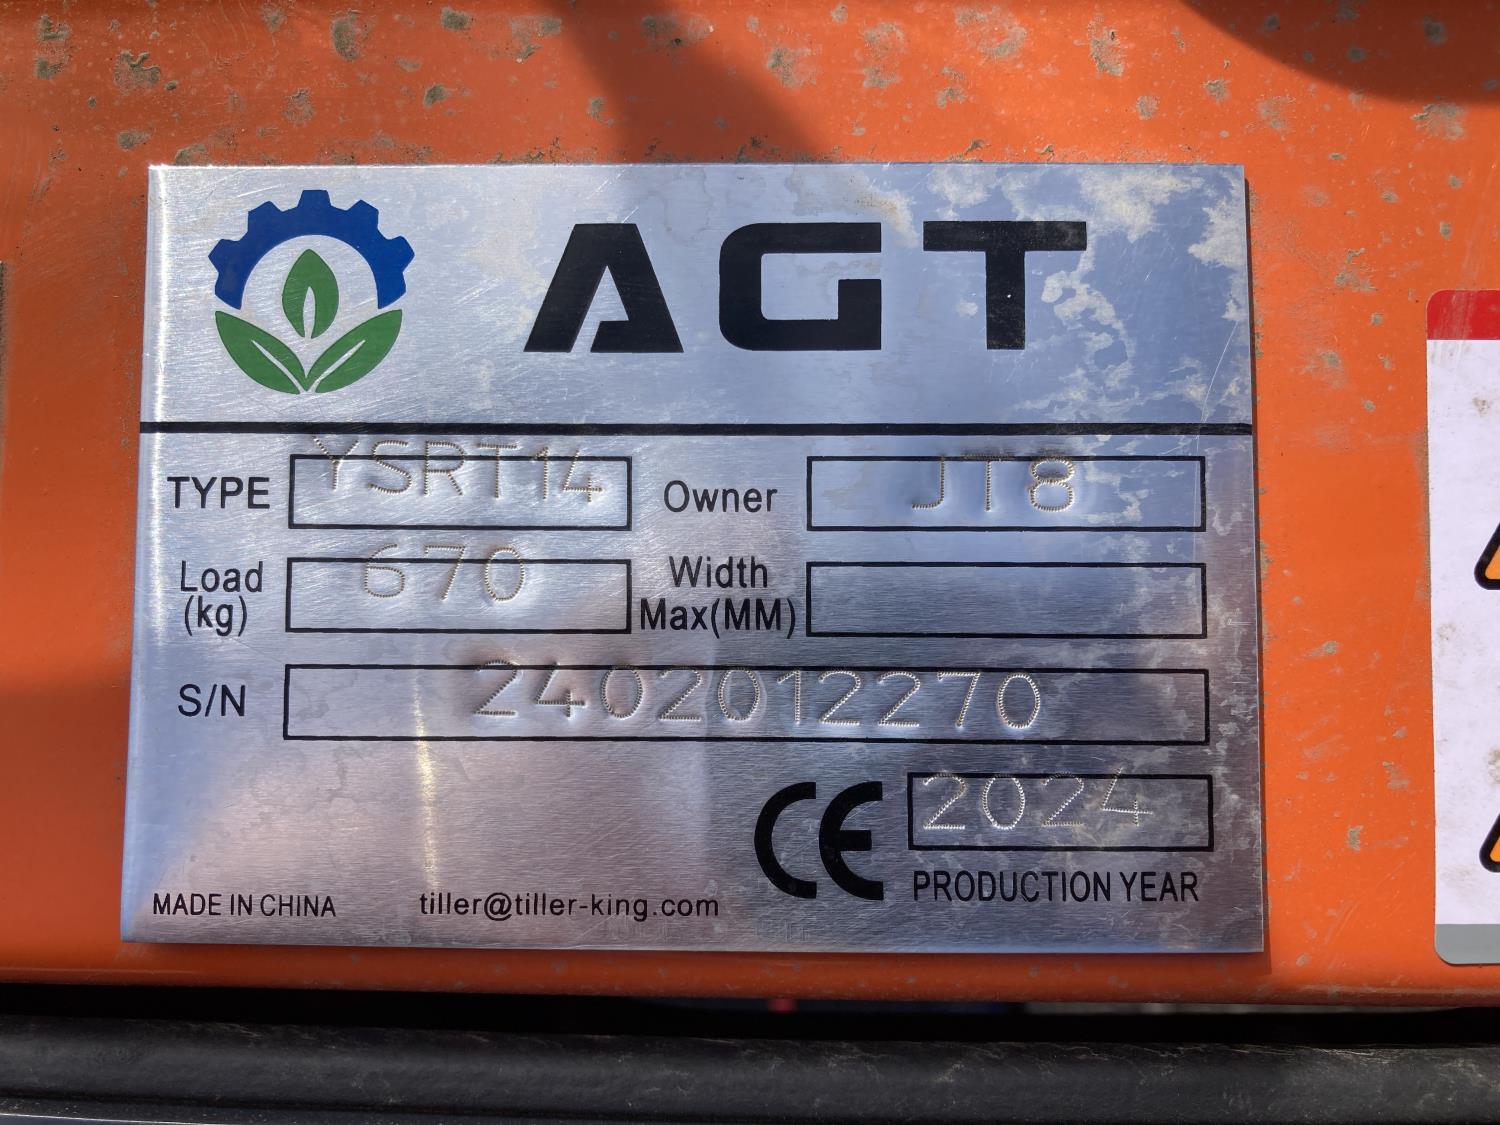 AGT
TYPE YSRT14 Owner JT8
Load (kg) 670 Width Max(MM)
S/N 2402012270
CE 2024
PRODUCTION YEAR
MADE IN CHINA tiller@tiller-king.com